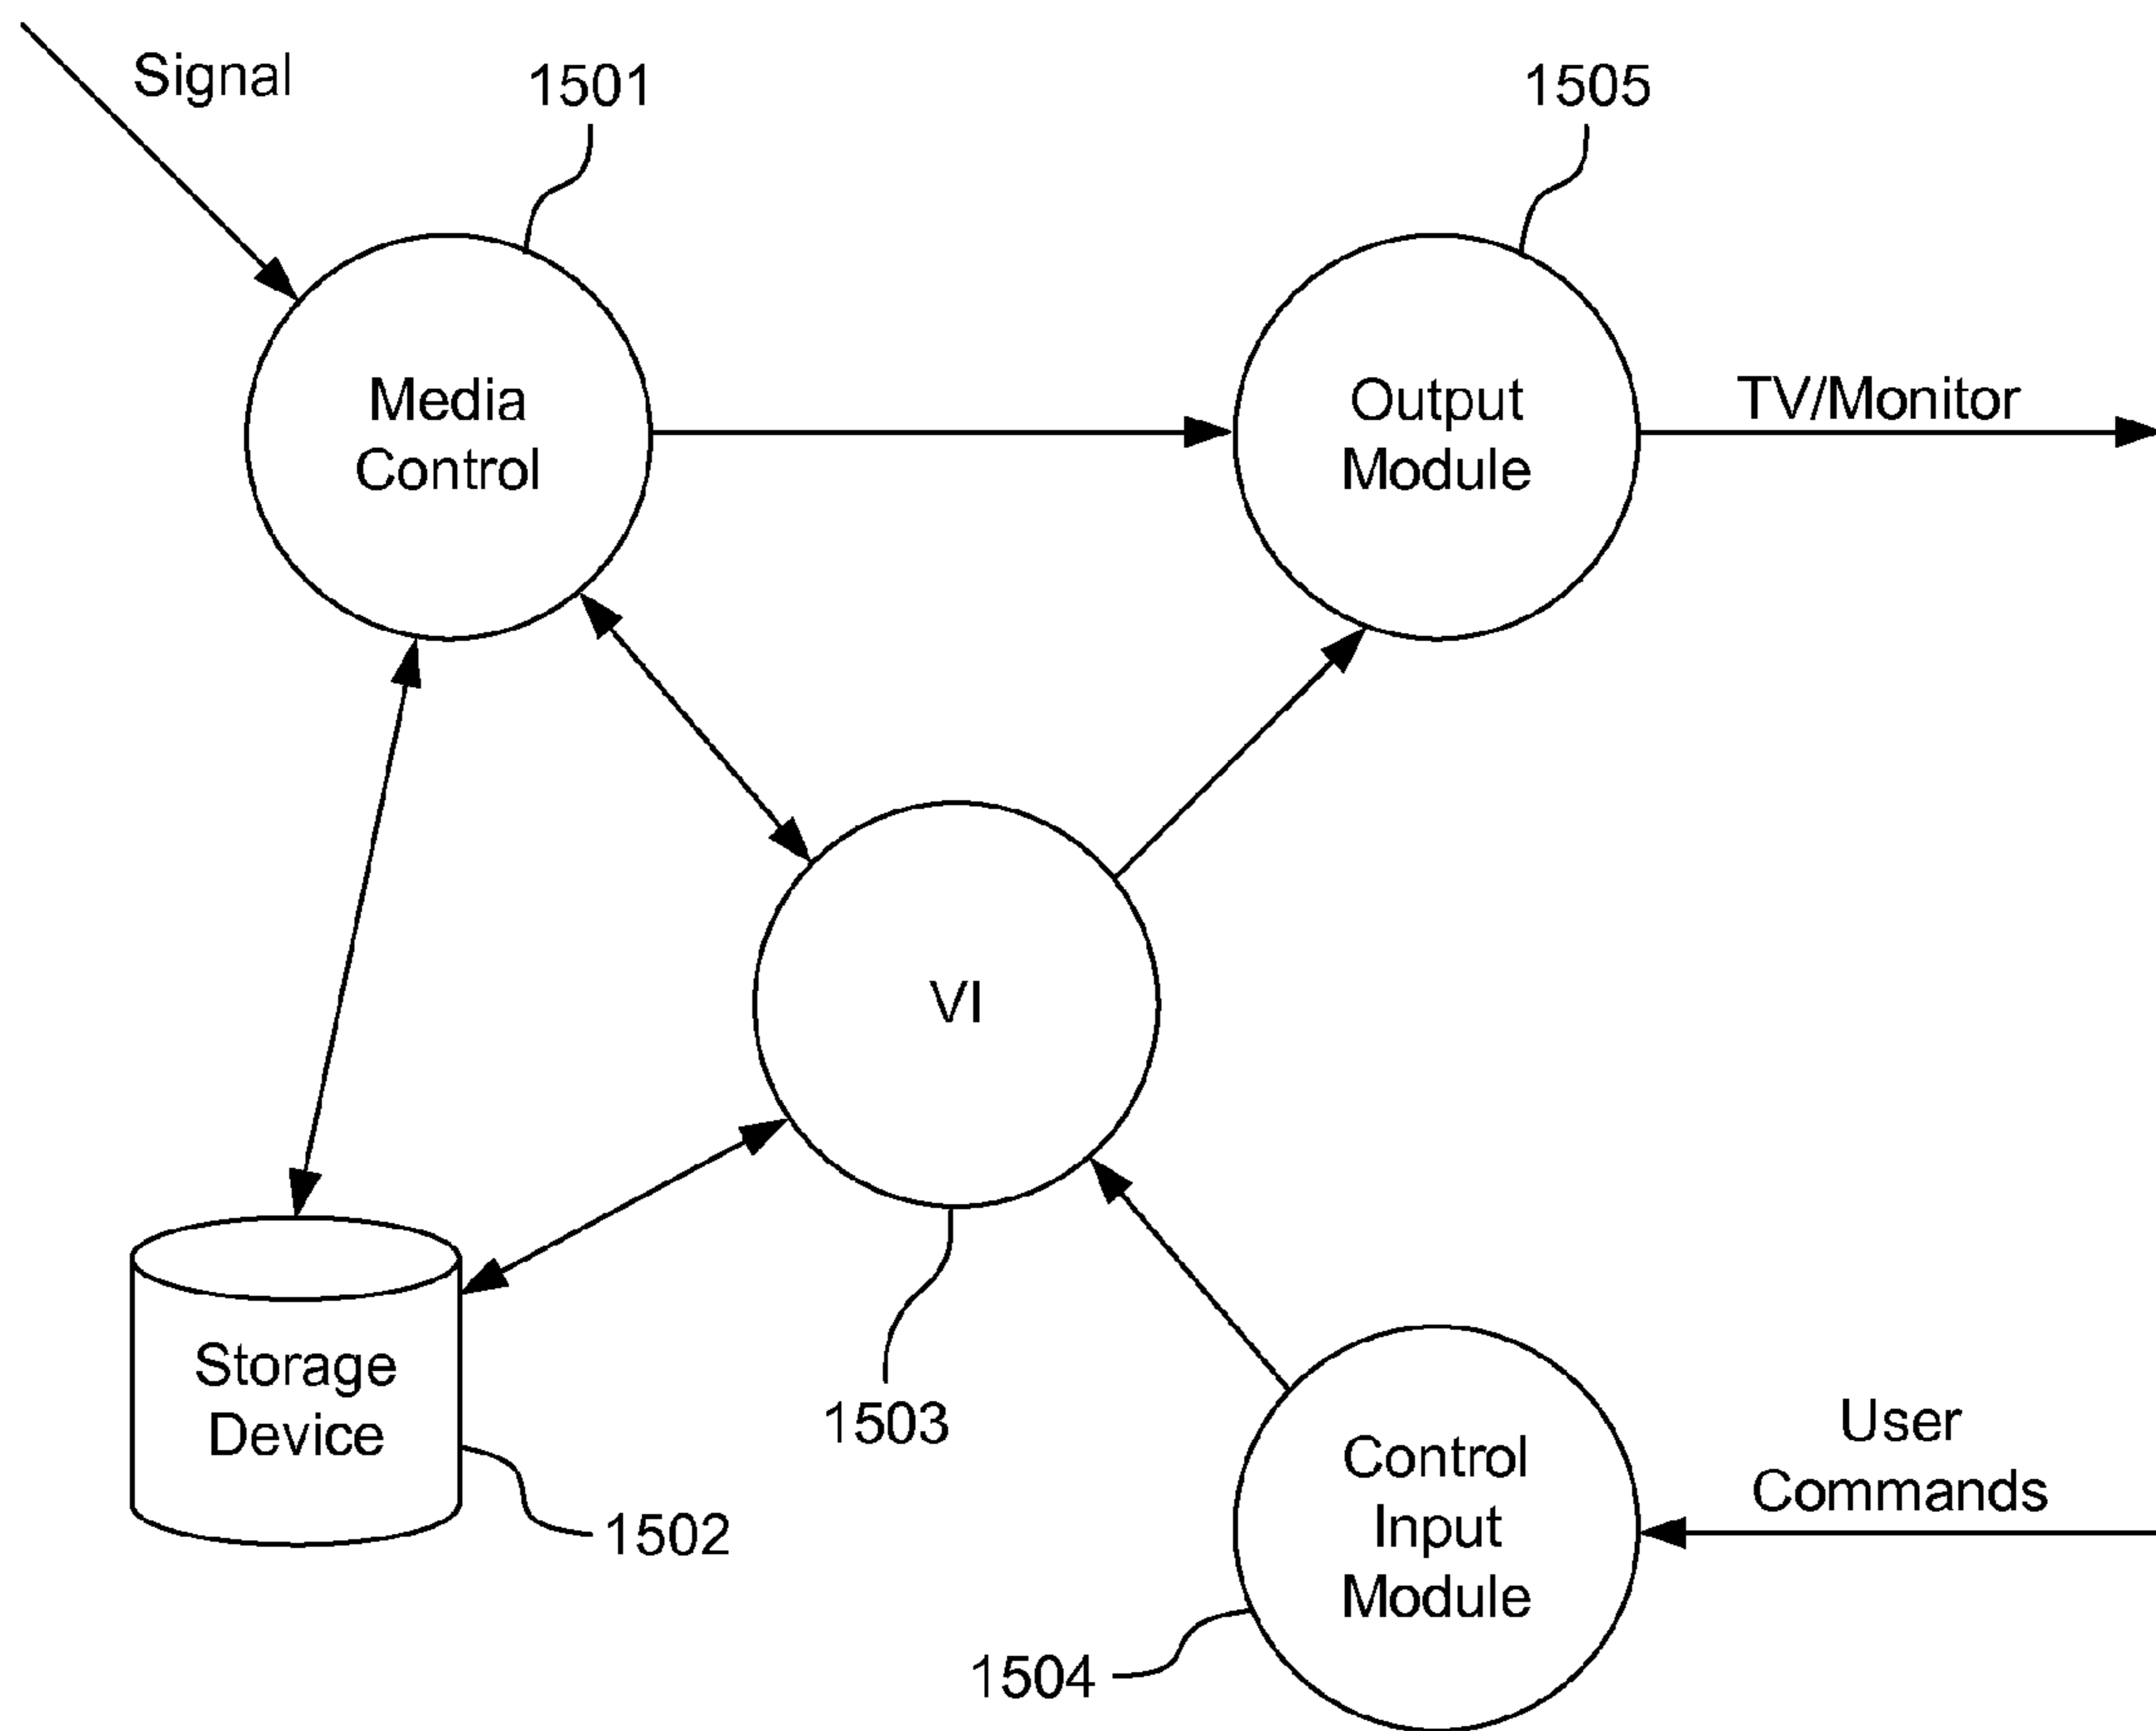 Signal
1501
1505
Media
Control
Output
Module
TV/Monitor
VI
1503
Storage
Device
1502
Control
Input
Module
User
Commands
1504